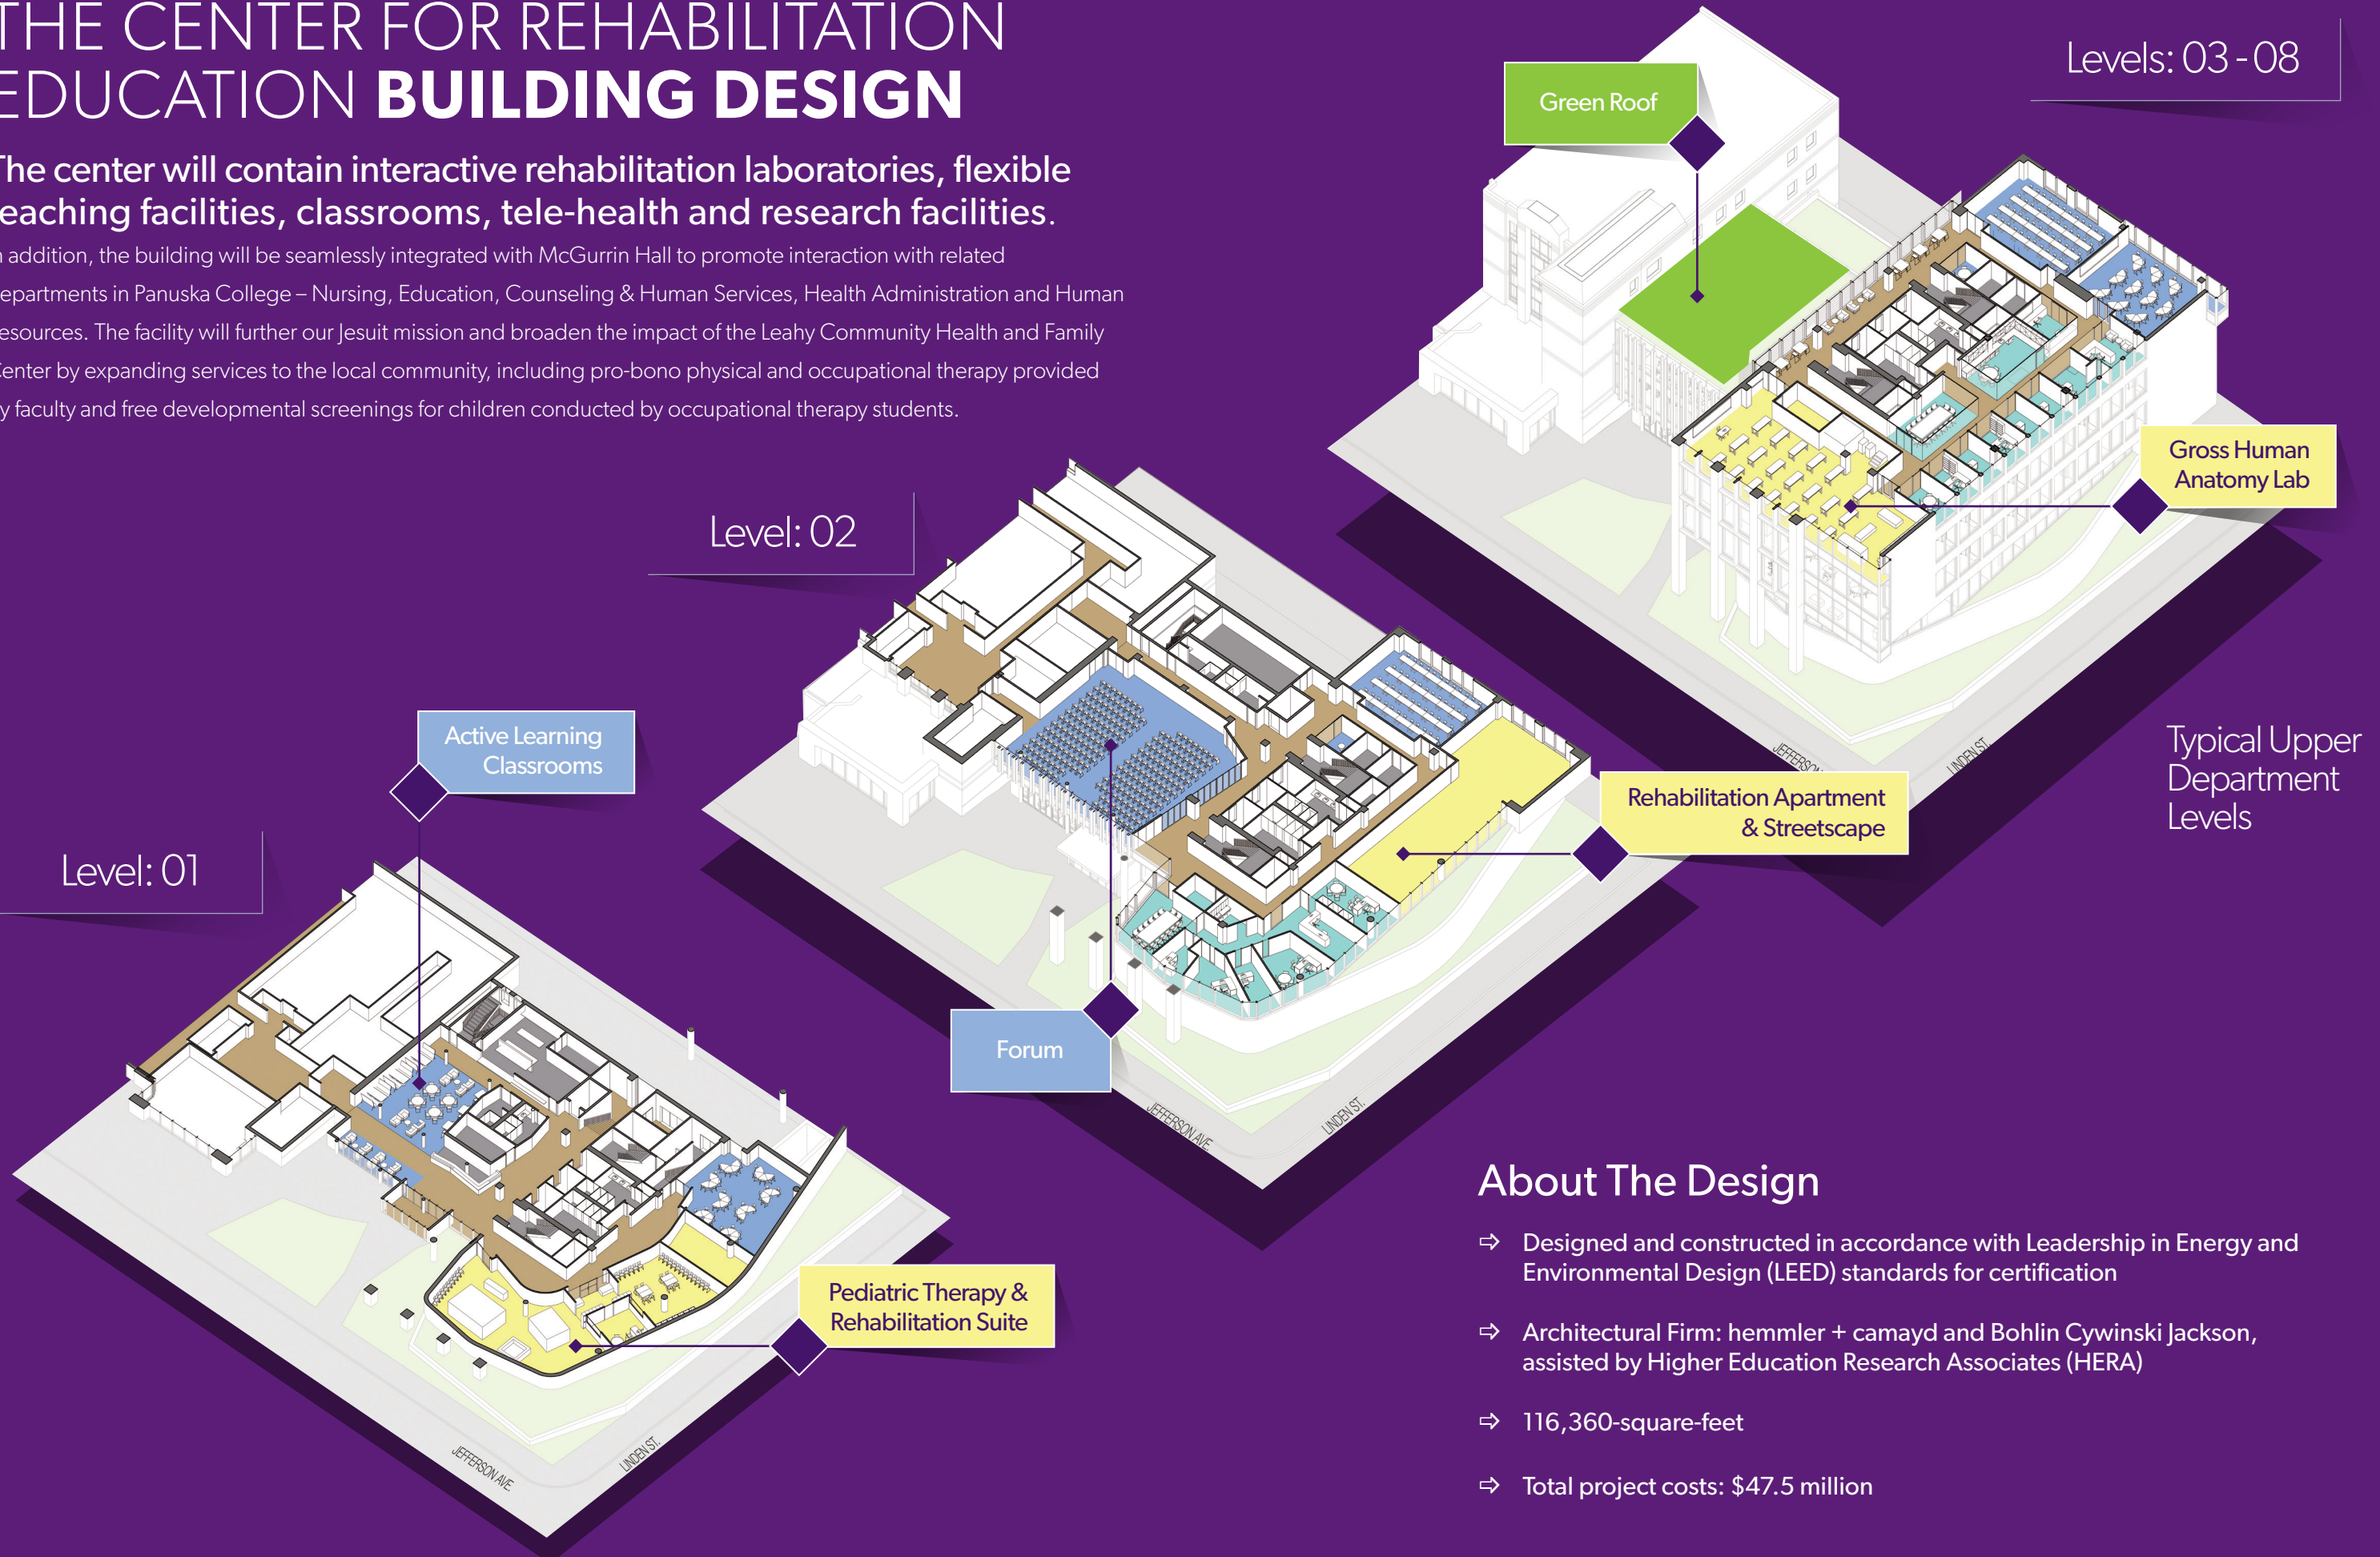 THE CENTER FOR REHABILITATION
EDUCATION BUILDING DESIGN
The center will contain interactive rehabilitation laboratories, flexible
teaching facilities, classrooms, tele-health and research facilities.
addition, the building will be seamlessly integrated with McGurrin Hall to promote interaction with related
epartments in Panuska College – Nursing, Education, Counseling & Human Services, Health Administration and Human
esources. The facility will further our Jesuit mission and broaden the impact of the Leahy Community Health and Family
enter by expanding services to the local community, including pro-bono physical and occupational therapy provided
y faculty and free developmental screenings for children conducted by occupational therapy students.
Levels: 03 - 08
Green Roof
Gross Human
Anatomy Lab
JEFFERSON
LINDEN ST.
Typical Upper
Department
Levels
Level: 02
Rehabilitation Apartment
& Streetscape
Forum
JEFFERSON AVE.
LINDEN ST.
Level: 01
Active Learning
Classrooms
Pediatric Therapy &
Rehabilitation Suite
JEFFERSON AVE.
LINDEN ST.
About The Design
⇨ Designed and constructed in accordance with Leadership in Energy and
Environmental Design (LEED) standards for certification
⇨ Architectural Firm: hemmler + camayd and Bohlin Cywinski Jackson,
assisted by Higher Education Research Associates (HERA)
⇨ 116,360-square-feet
⇨ Total project costs: $47.5 million